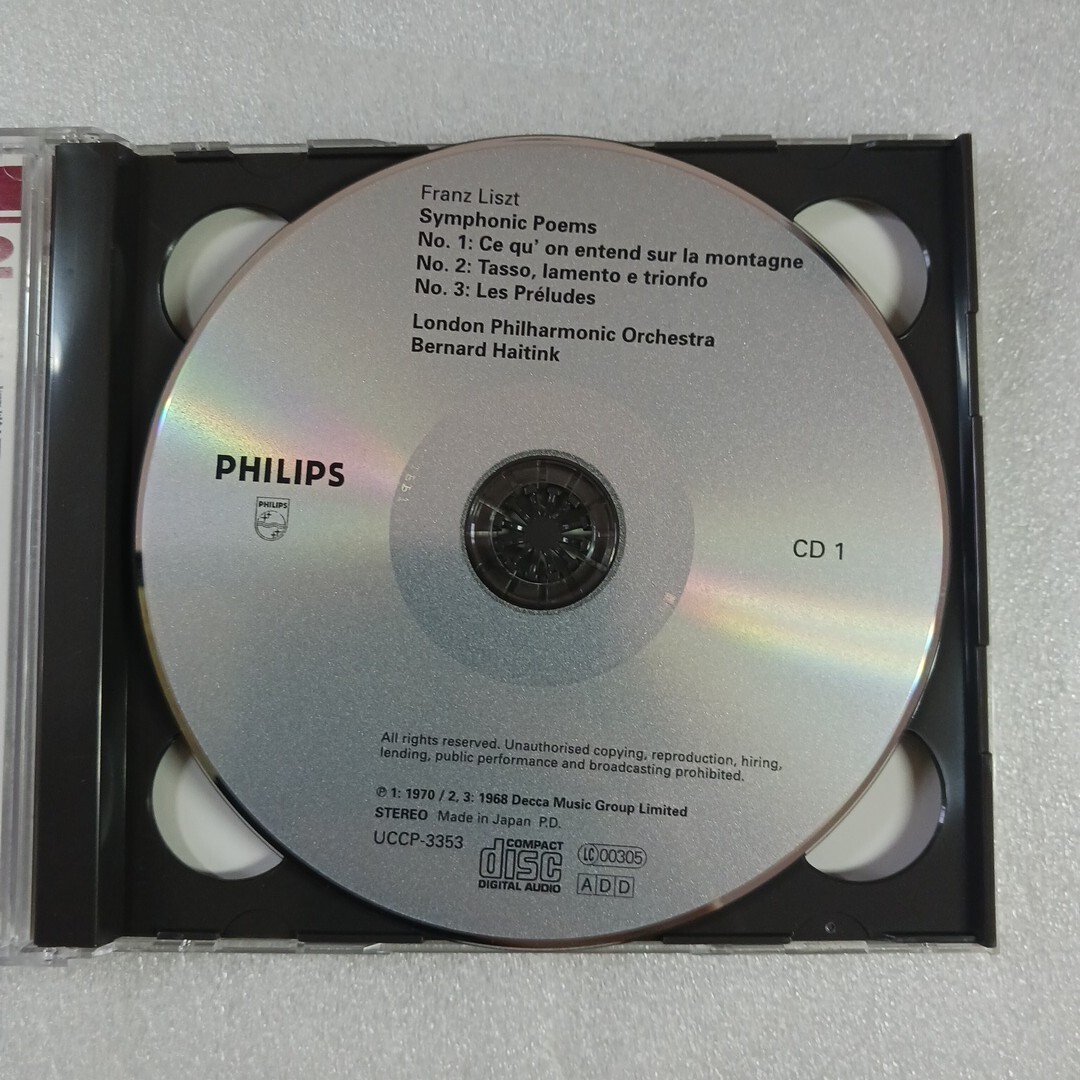 Franz Liszt
Symphonic Poems
No. 1: Ce qu' on entend sur la montagne
No. 2: Tasso, lamento e trionfo
No. 3: Les Préludes
London Philharmonic Orchestra
Bernard Haitink
PHILIPS
PHILIPS
CD 1
All rights reserved. Unauthorised copying, reproduction, hiring,
lending, public performance and broadcasting prohibited.
℗ 1: 1970 / 2, 3: 1968 Decca Music Group Limited
STEREO Made in Japan P.D.
UCCP-3353
COMPACT
disc
DIGITAL AUDIO
LC 00305
ADD